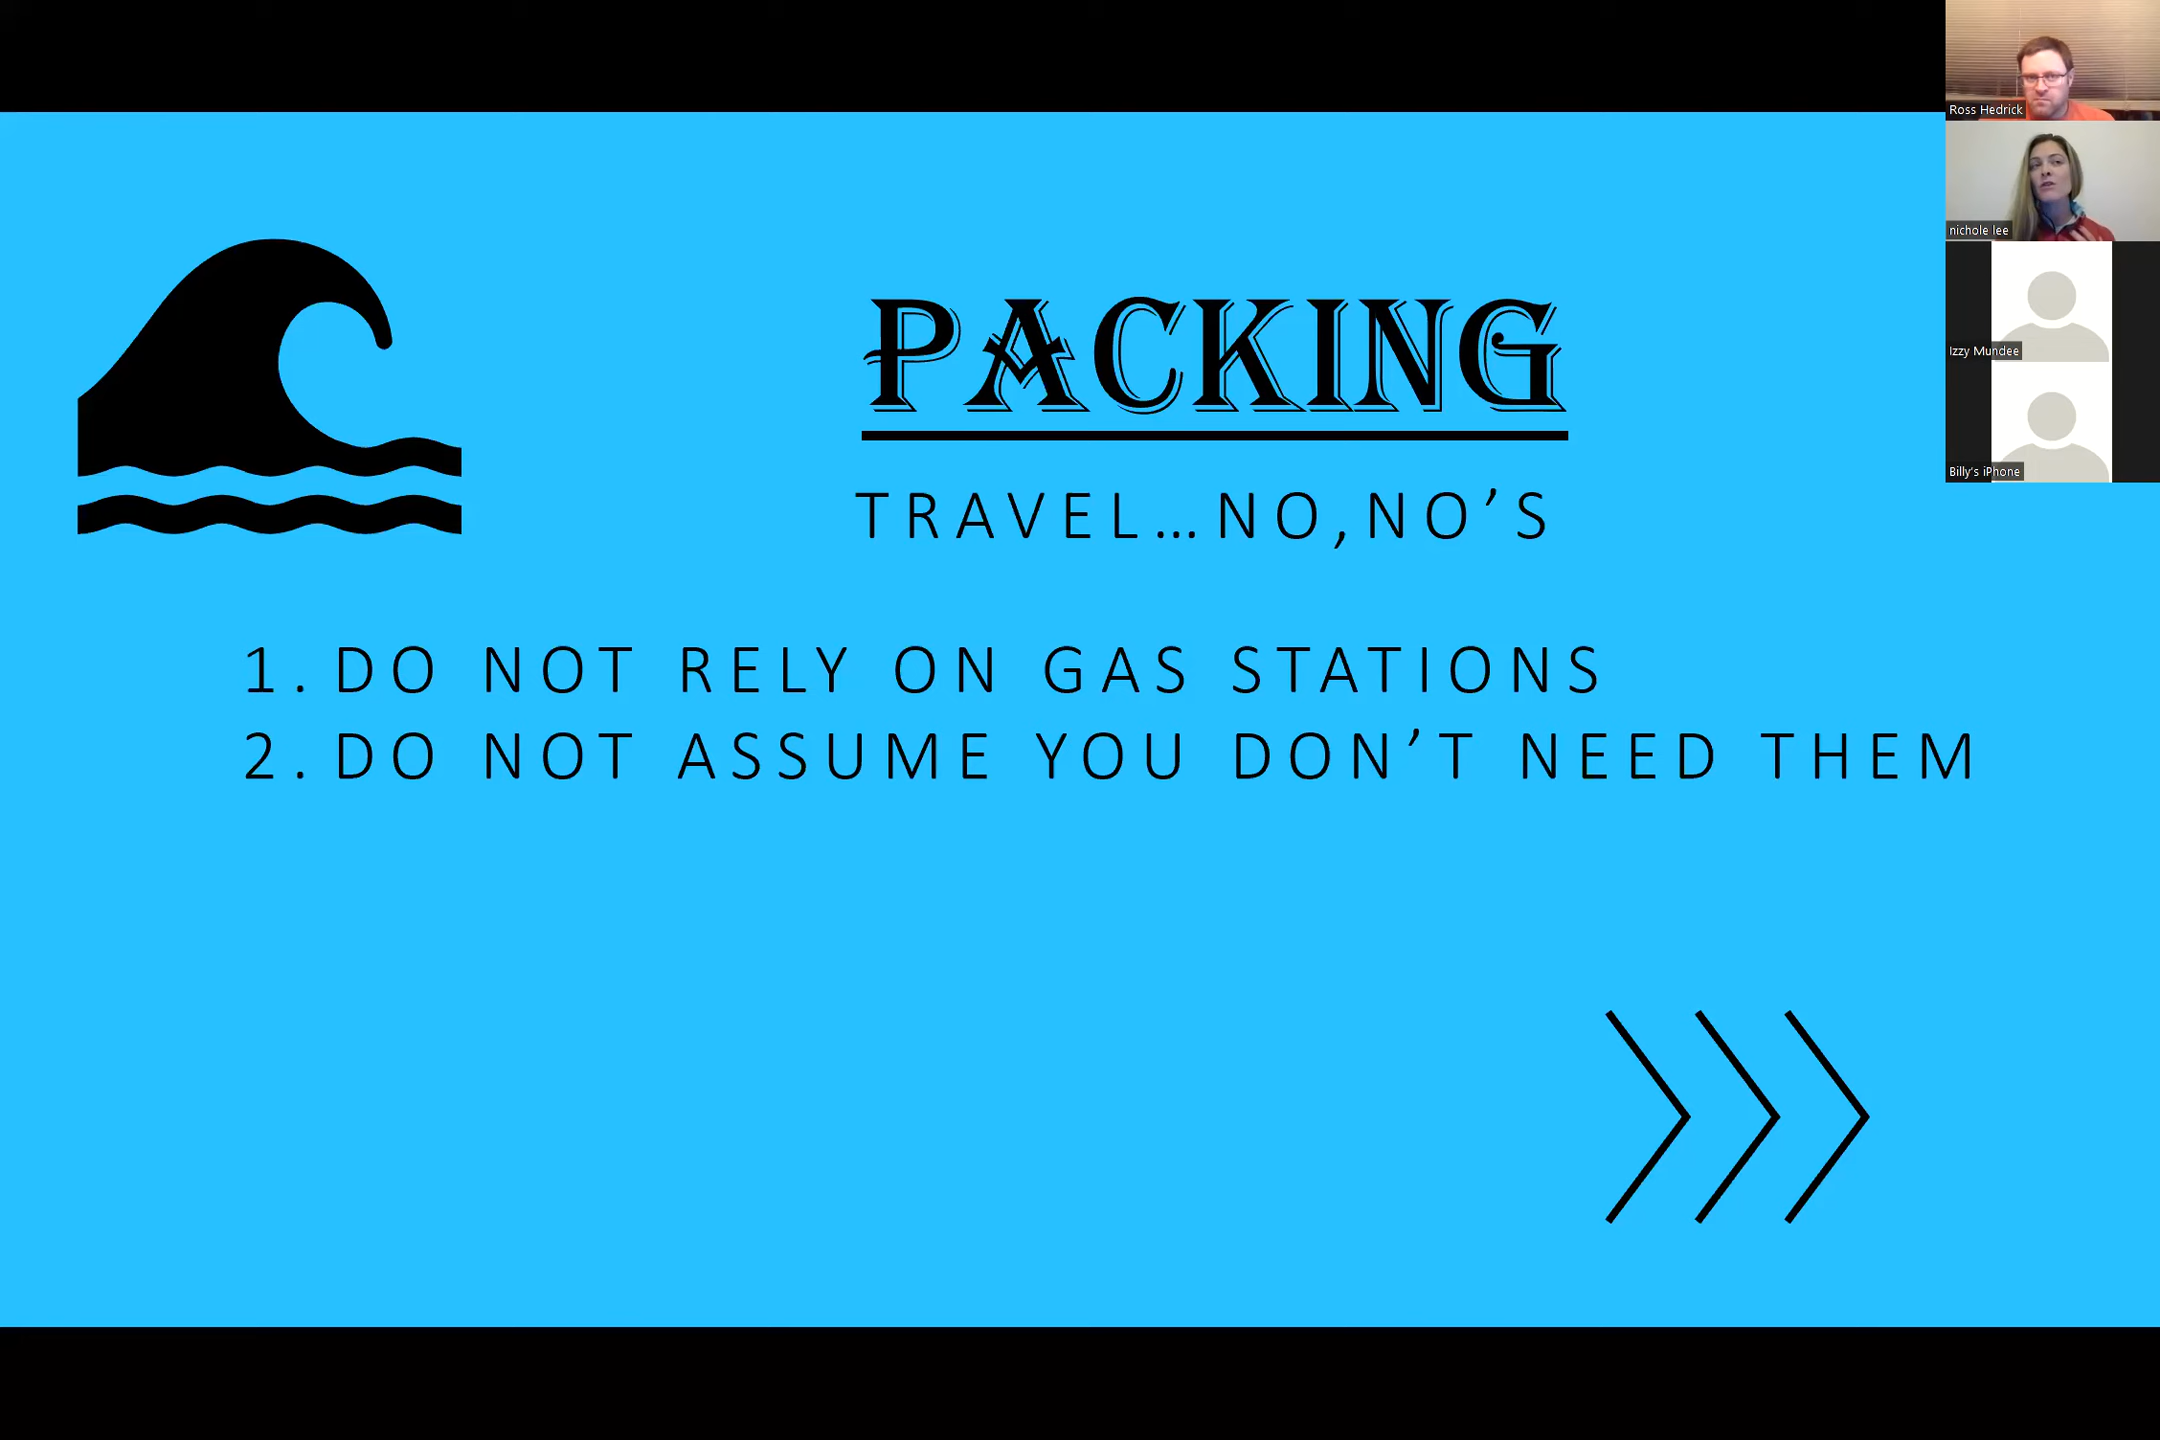 PACKING
TRAVEL…NO,NO’S
1. DO NOT RELY ON GAS STATIONS
2. DO NOT ASSUME YOU DON’T NEED THEM
Ross Hedrick
nichole lee
Izzy Mundee
Billy’s iPhone